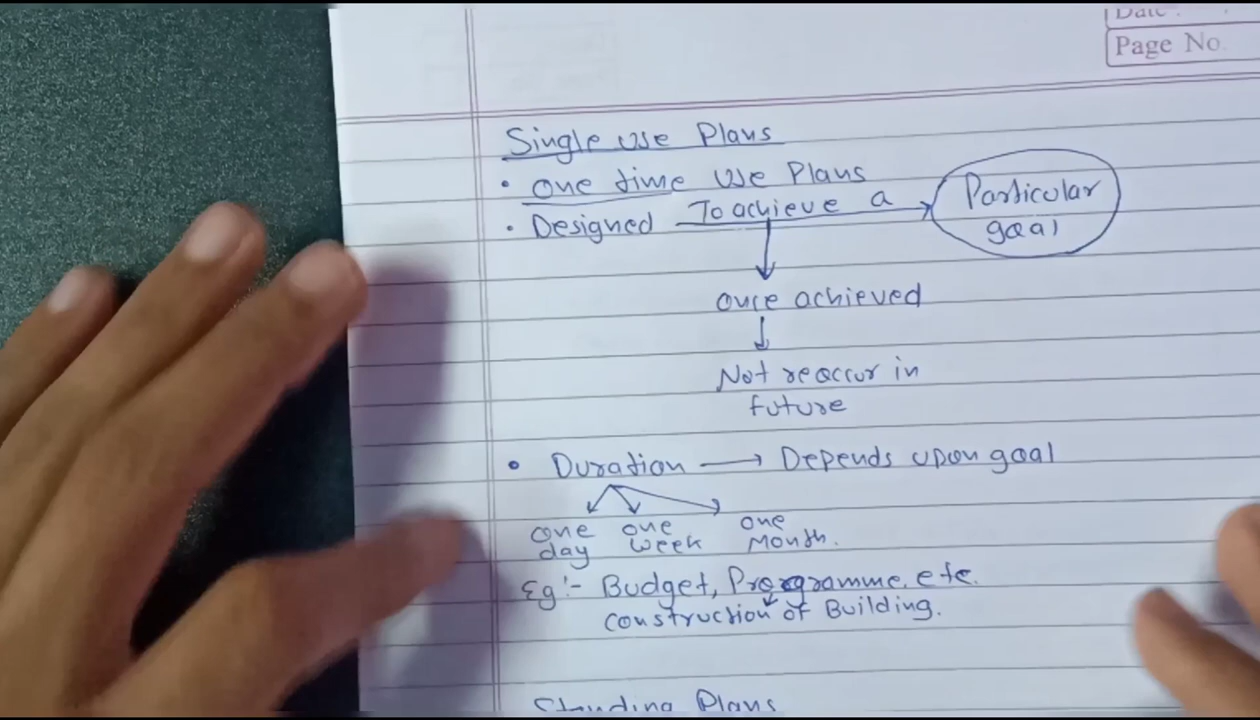 Date :
Page No.
Single use Plans
• one time use Plans
• Designed To achieve a → Particular goal
↓
once achieved
↓
Not reoccur in
future
• Duration → Depends upon goal
one day one week one Month.
Eg:- Budget, Programme, etc.
construction of Building.
Standing Plans